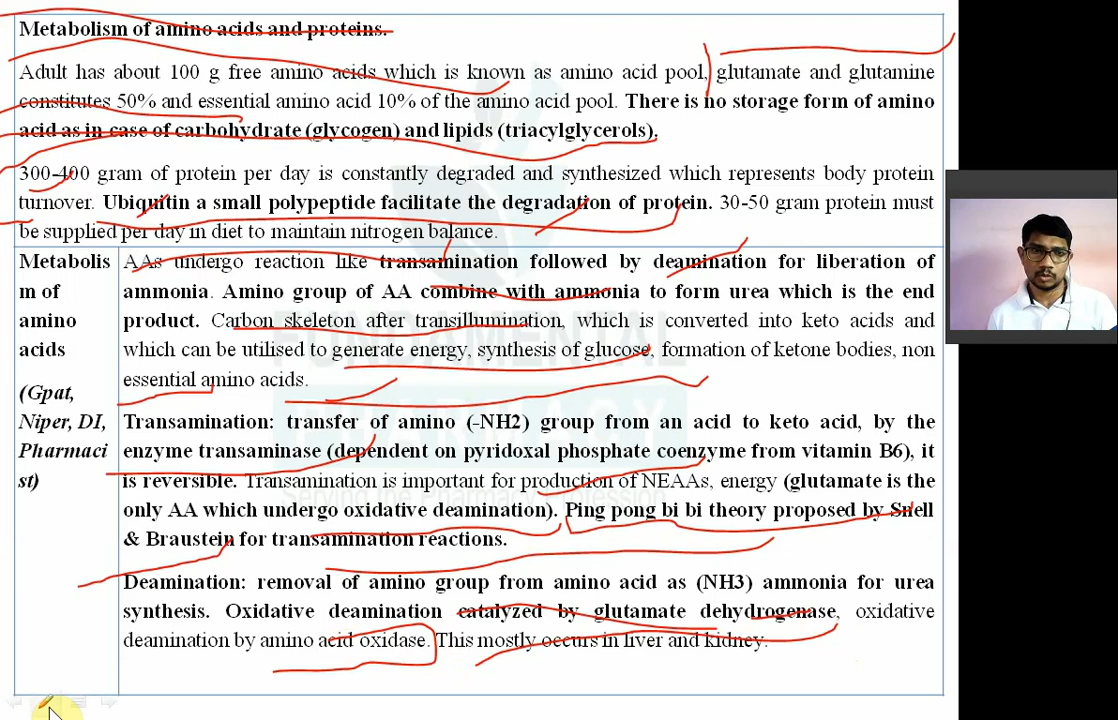 Metabolism of amino acids and proteins.
Adult has about 100 g free amino acids which is known as amino acid pool, glutamate and glutamine
constitutes 50% and essential amino acid 10% of the amino acid pool. There is no storage form of amino
acid as in case of carbohydrate (glycogen) and lipids (triacylglycerols).
300-400 gram of protein per day is constantly degraded and synthesized which represents body protein
turnover. Ubiquitin a small polypeptide facilitate the degradation of protein. 30-50 gram protein must
be supplied per day in diet to maintain nitrogen balance.
Metabolis
m of
amino
acids
(Gpat,
Niper, DI,
Pharmaci
st)
AAs undergo reaction like transamination followed by deamination for liberation of
ammonia. Amino group of AA combine with ammonia to form urea which is the end
product. Carbon skeleton after transillumination, which is converted into keto acids and
which can be utilised to generate energy, synthesis of glucose, formation of ketone bodies, non
essential amino acids.
Transamination: transfer of amino (-NH2) group from an acid to keto acid, by the
enzyme transaminase (dependent on pyridoxal phosphate coenzyme from vitamin B6), it
is reversible. Transamination is important for production of NEAAs, energy (glutamate is the
only AA which undergo oxidative deamination). Ping pong bi bi theory proposed by Snell
& Braustein for transamination reactions.
Deamination: removal of amino group from amino acid as (NH3) ammonia for urea
synthesis. Oxidative deamination catalyzed by glutamate dehydrogenase, oxidative
deamination by amino acid oxidase. This mostly occurs in liver and kidney.
FUNDAMENTAL
PHARMACY
Serving the Pharmacy Profession